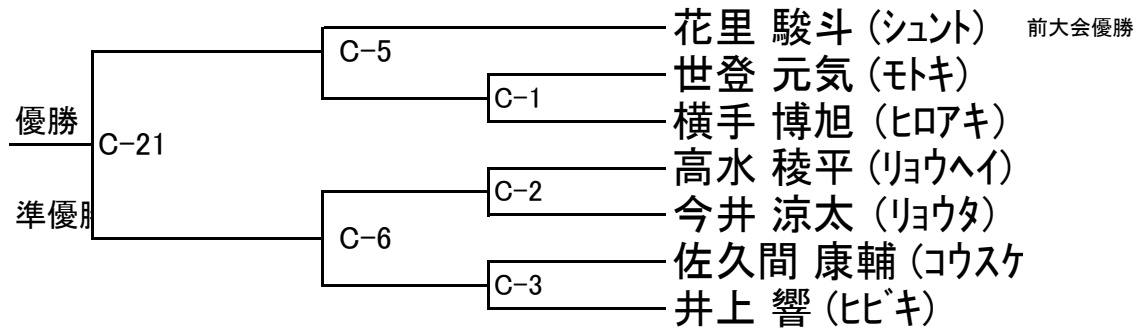 花里 駿斗 (シュント) 前大会優勝
C-5
世登 元気 (モトキ)
C-1
横手 博旭 (ヒロアキ)
優勝
C-21
高水 稜平 (リョウヘイ)
C-2
準優勝
今井 涼太 (リョウタ)
C-6
佐久間 康輔 (コウスケ
C-3
井上 響 (ヒビキ)